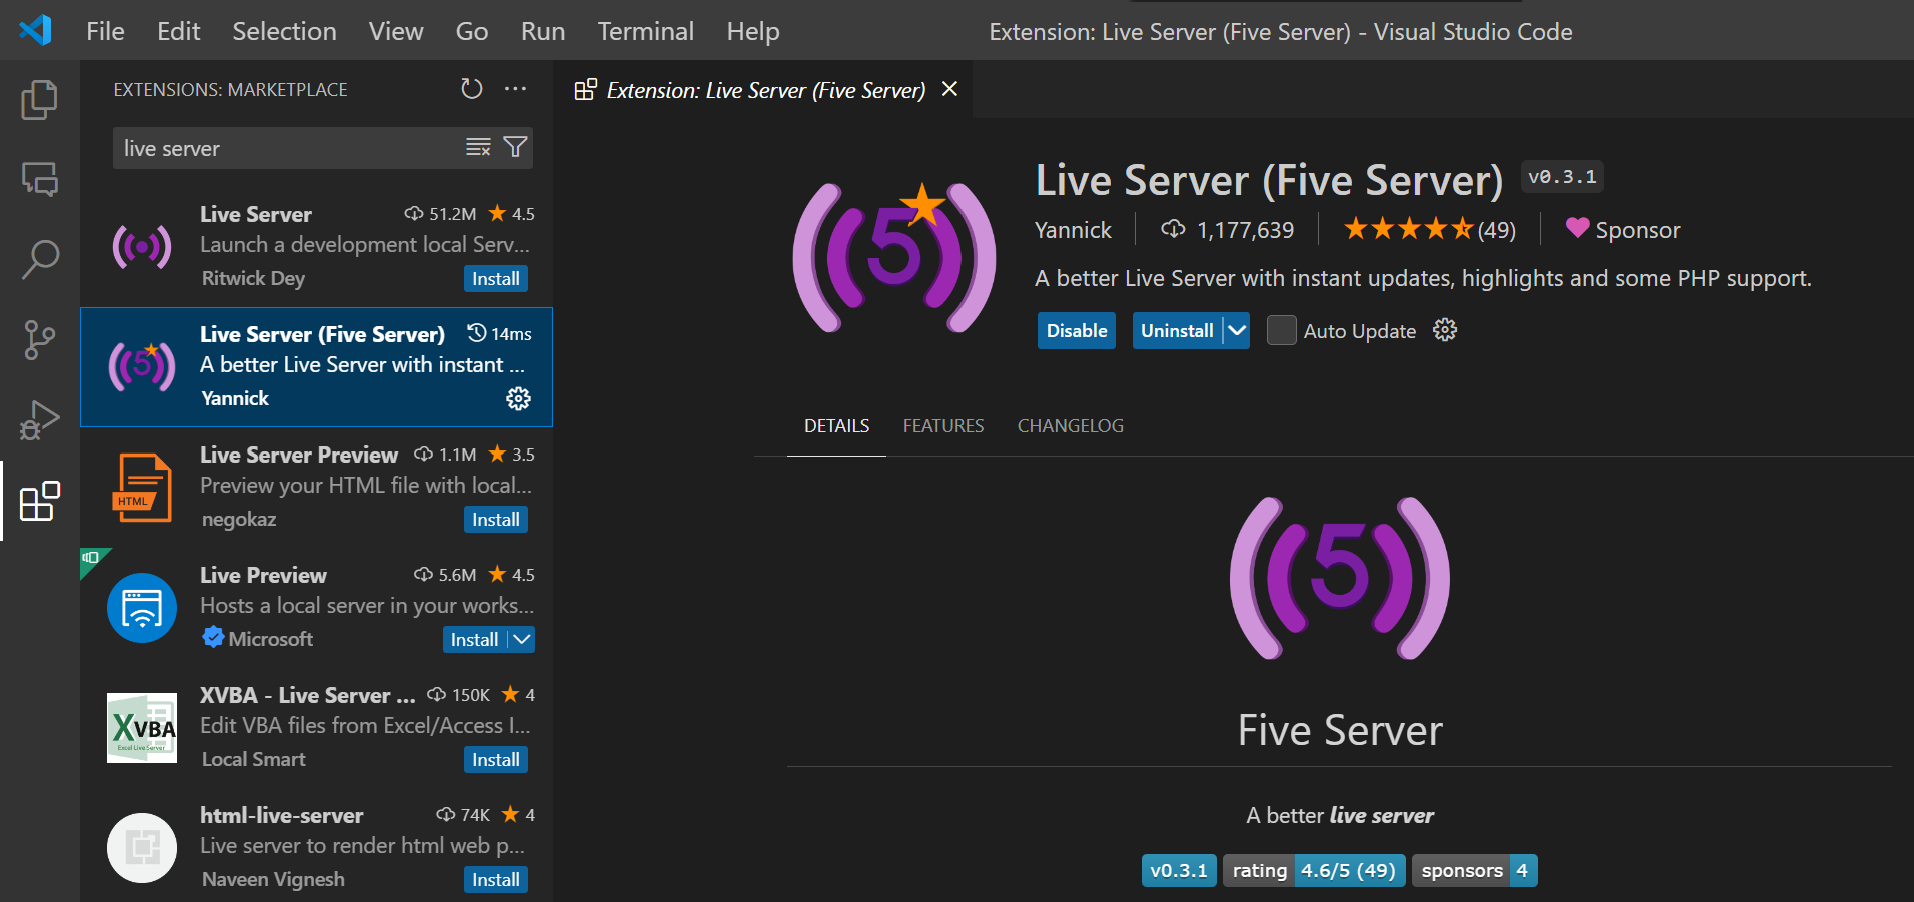 File Edit Selection View Go Run Terminal Help
Extension: Live Server (Five Server) - Visual Studio Code
EXTENSIONS: MARKETPLACE
live server
Live Server 51.2M 4.5
Launch a development local Serv...
Ritwick Dey Install
Live Server (Five Server) 14ms
A better Live Server with instant ...
Yannick
Live Server Preview 1.1M 3.5
Preview your HTML file with local...
HTML
negokaz Install
Live Preview 5.6M 4.5
Hosts a local server in your works...
Microsoft Install
XVBA - Live Server ... 150K 4
Edit VBA files from Excel/Access I...
XVBA
Excel Live Server
Local Smart Install
html-live-server 74K 4
Live server to render html web p...
Naveen Vignesh Install
Extension: Live Server (Five Server)
5
Live Server (Five Server) v0.3.1
Yannick 1,177,639 (49) Sponsor
A better Live Server with instant updates, highlights and some PHP support.
Disable Uninstall Auto Update
DETAILS FEATURES CHANGELOG
5
Five Server
A better live server
v0.3.1 rating 4.6/5 (49) sponsors 4